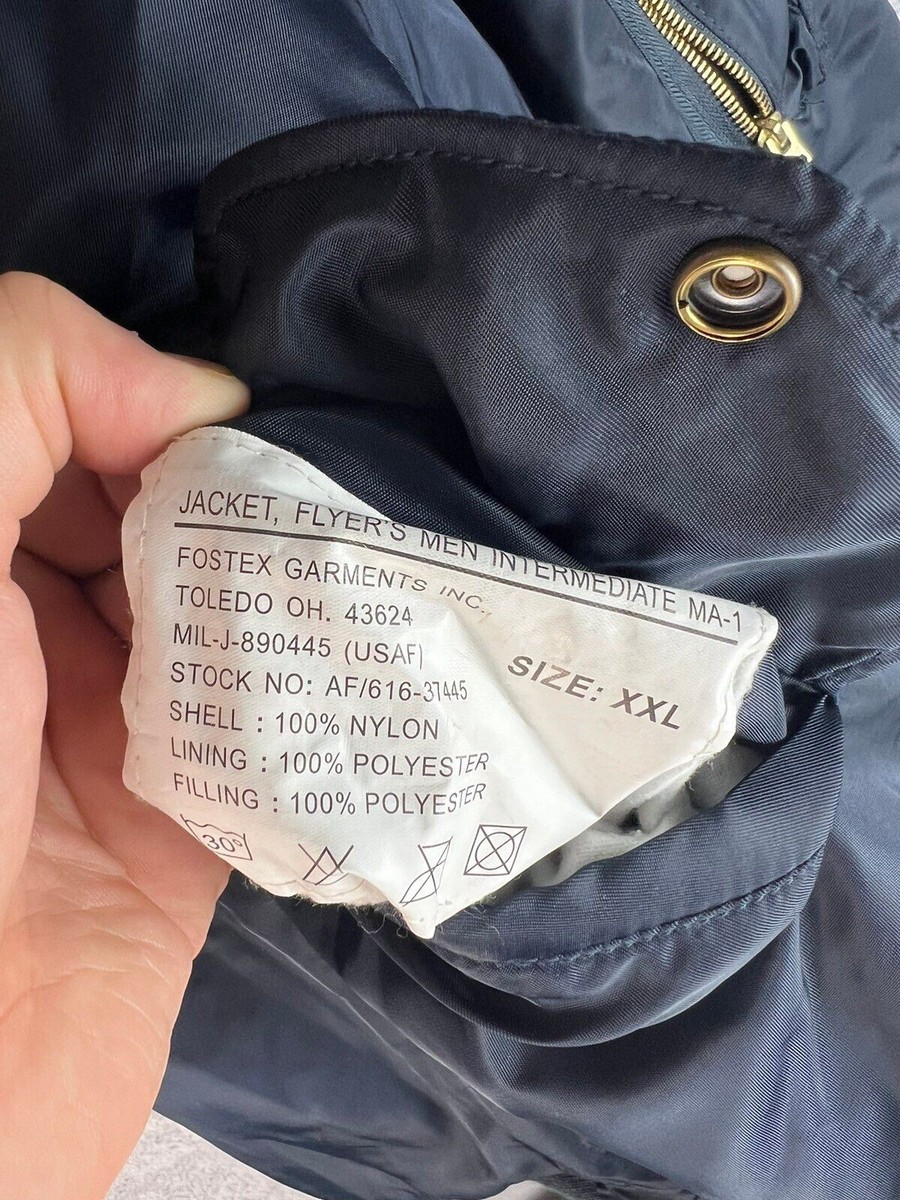 JACKET, FLYER'S MEN INTERMEDIATE MA-1
FOSTEX GARMENTS INC.,
TOLEDO OH. 43624
MIL-J-890445 (USAF)
STOCK NO: AF/616-37445
SIZE: XXL
SHELL : 100% NYLON
LINING : 100% POLYESTER
FILLING : 100% POLYESTER
30°